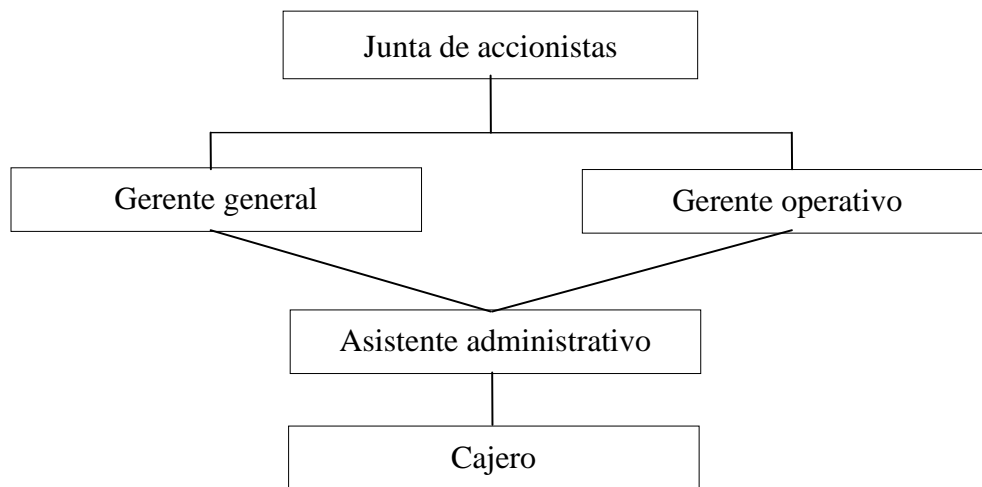 Junta de accionistas
Gerente general
Gerente operativo
Asistente administrativo
Cajero